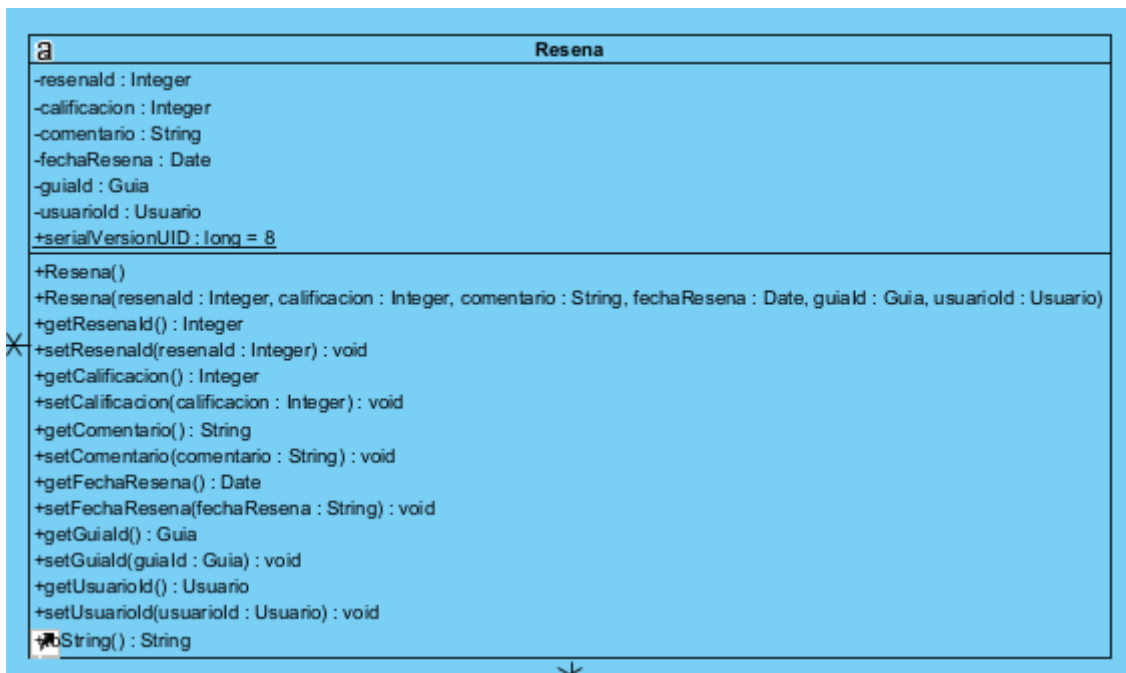 a
Resena
-resenaId : Integer
-calificacion : Integer
-comentario : String
-fechaResena : Date
-guiaId : Guia
-usuarioId : Usuario
+serialVersionUID : long = 8
+Resena()
+Resena(resenaId : Integer, calificacion : Integer, comentario : String, fechaResena : Date, guiaId : Guia, usuarioId : Usuario)
+getResenaId() : Integer
+setResenaId(resenaId : Integer) : void
+getCalificacion() : Integer
+setCalificacion(calificacion : Integer) : void
+getComentario() : String
+setComentario(comentario : String) : void
+getFechaResena() : Date
+setFechaResena(fechaResena : String) : void
+getGuiaId() : Guia
+setGuiaId(guiaId : Guia) : void
+getUsuarioId() : Usuario
+setUsuarioId(usuarioId : Usuario) : void
+toString() : String